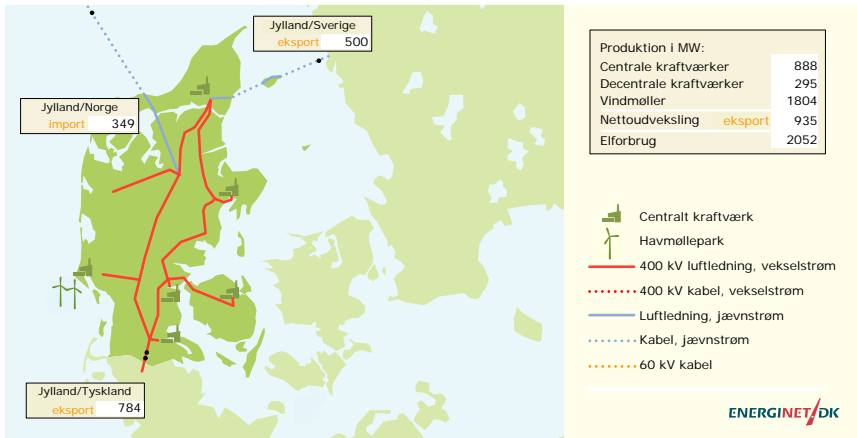 Jylland/Sverige
eksport 500
Jylland/Norge
import 349
Jylland/Tyskland
eksport 784
Produktion i MW:
Centrale kraftværker 888
Decentrale kraftværker 295
Vindmøller 1804
Nettoudveksling eksport 935
Elforbrug 2052
Centralt kraftværk
Havmøllepark
400 kV luftledning, vekselstrøm
400 kV kabel, vekselstrøm
Luftledning, jævnstrøm
Kabel, jævnstrøm
60 kV kabel
ENERGINET/DK